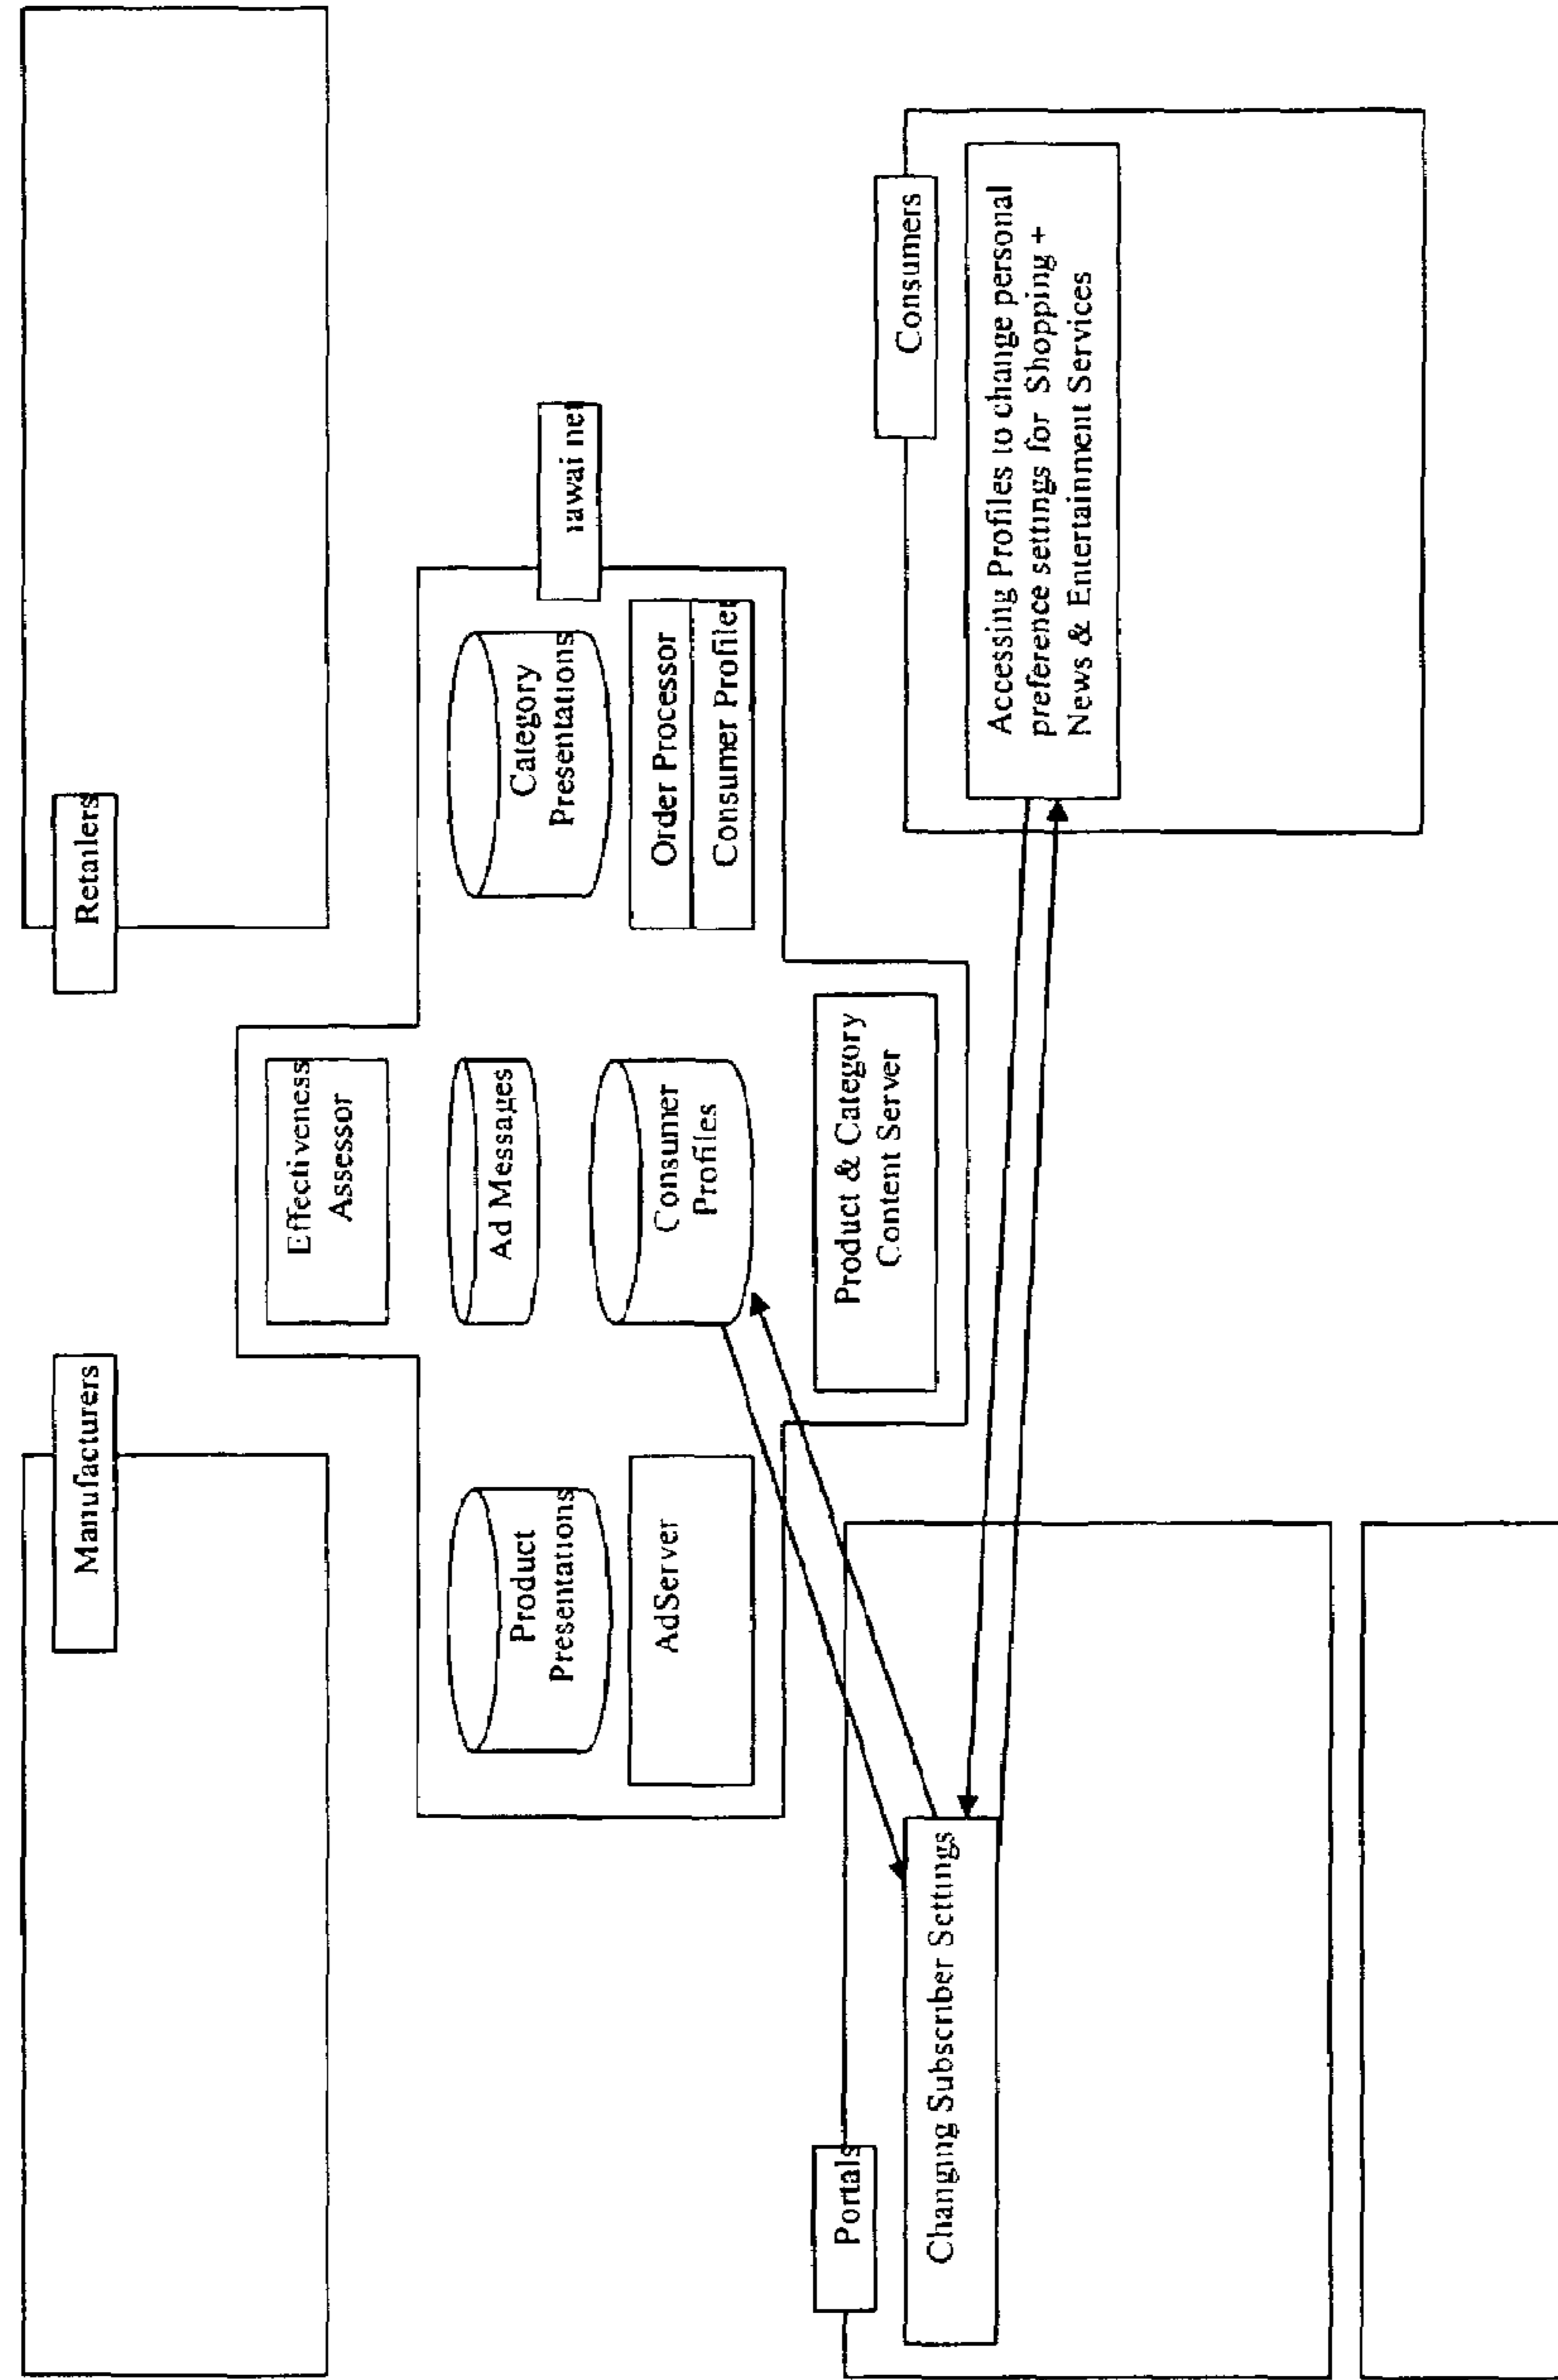 Manufacturers
Retailers
Effectiveness
Assessor
Product
Presentations
Ad Messages
Category
Presentations
AdServer
Consumer
Profiles
Order Processor
Consumer Profiler
Product & Category
Content Server
Portals
Changing Subscriber Settings
Consumers
Accessing Profiles to change personal
preference settings for Shopping +
News & Entertainment Services